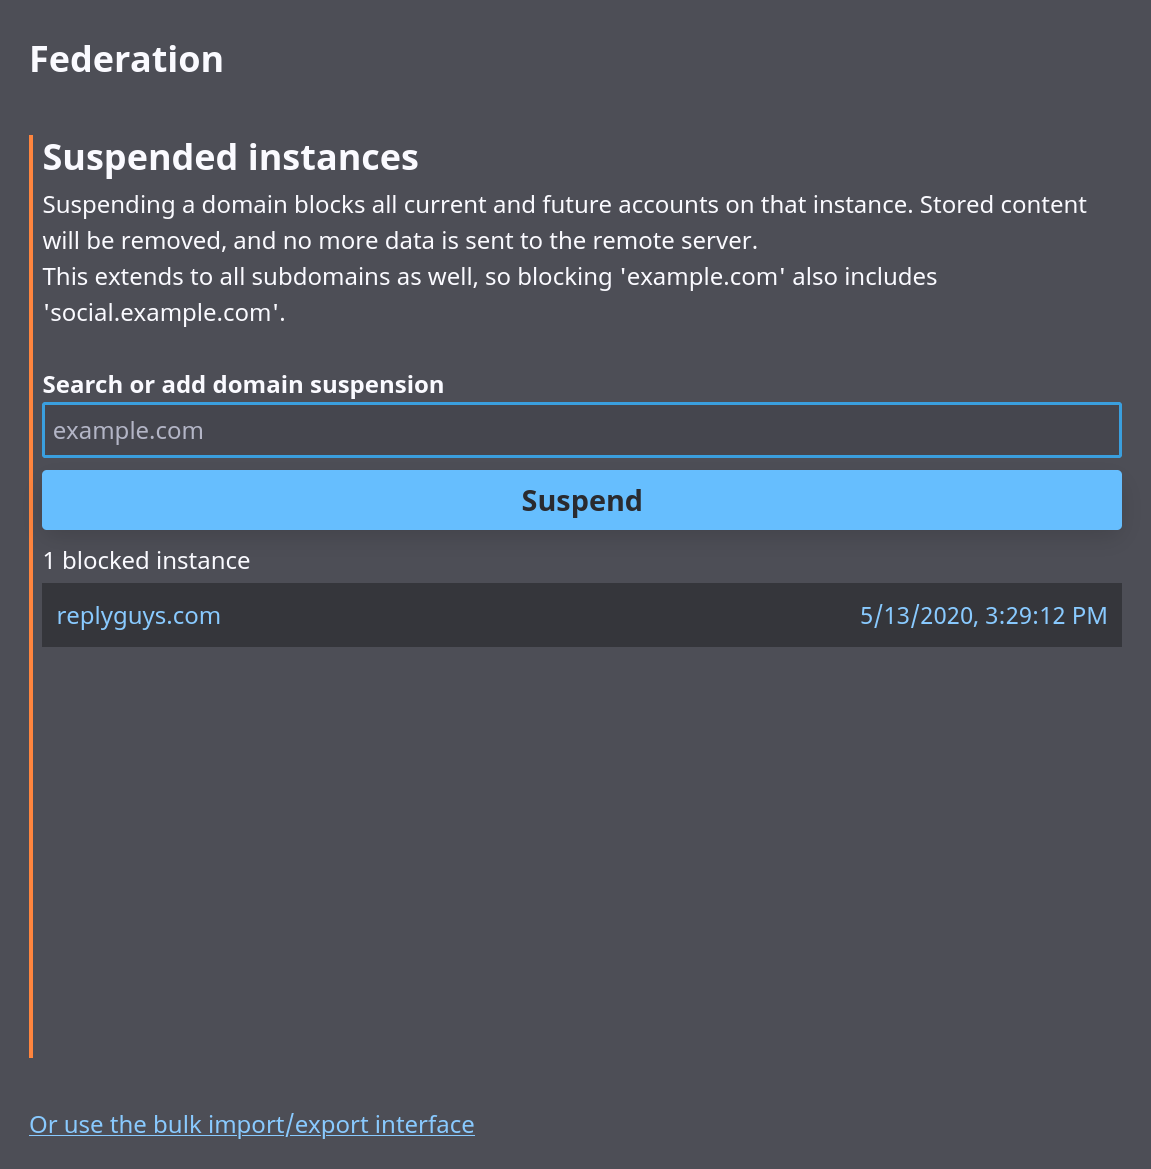 Federation
Suspended instances
Suspending a domain blocks all current and future accounts on that instance. Stored content
will be removed, and no more data is sent to the remote server.
This extends to all subdomains as well, so blocking 'example.com' also includes
'social.example.com'.
Search or add domain suspension
example.com
Suspend
1 blocked instance
replyguys.com 5/13/2020, 3:29:12 PM
Or use the bulk import/export interface